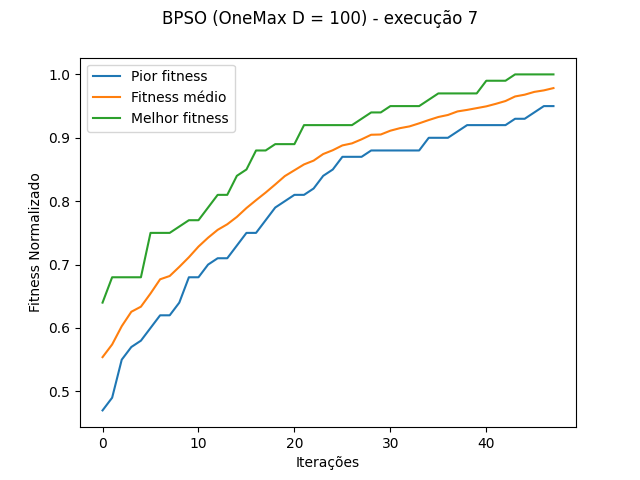 BPSO (OneMax D = 100) - execução 7
Pior fitness
Fitness médio
Melhor fitness
Fitness Normalizado
1.0
0.9
0.8
0.7
0.6
0.5
0 10 20 30 40
Iterações